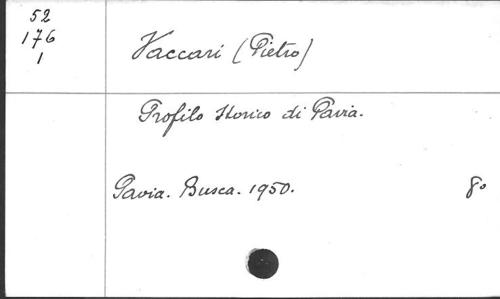 52
176
1
Vaccari (Pietro)
Profilo storico di Pavia.
Pavia. Busca. 1950. 8°